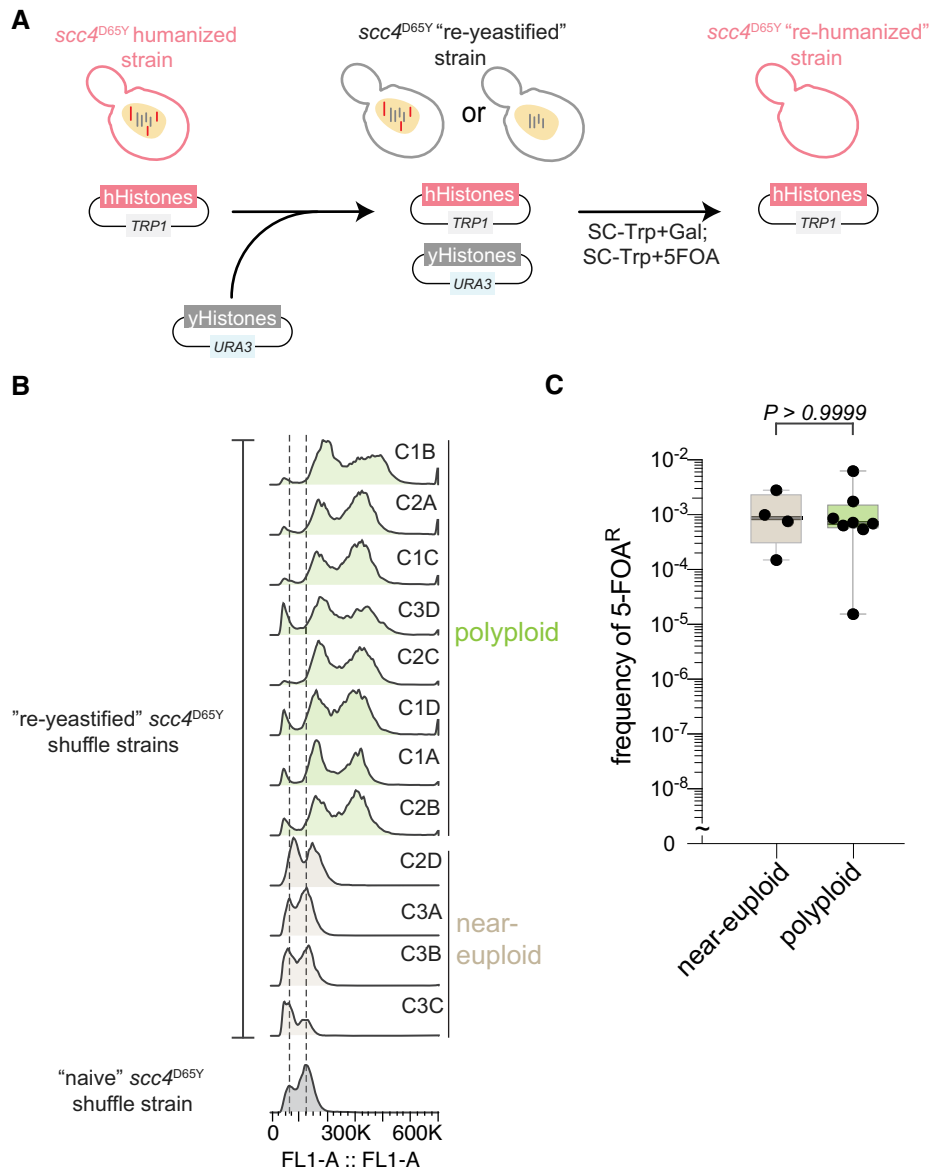 A
scc4D65Y humanized
strain
scc4D65Y “re-yeastified”
strain
scc4D65Y “re-humanized”
strain
or
hHistones
TRP1
yHistones
URA3
hHistones
TRP1
yHistones
URA3
SC-Trp+Gal;
SC-Trp+5FOA
hHistones
TRP1
B
”re-yeastified” scc4D65Y
shuffle strains
C1B
C2A
C1C
C3D
C2C
C1D
C1A
C2B
C2D
C3A
C3B
C3C
polyploid
near-
euploid
“naive” scc4D65Y
shuffle strain
0 300K 600K
FL1-A :: FL1-A
C
P > 0.9999
frequency of 5-FOAR
10-2
10-3
10-4
10-5
10-6
10-7
10-8
~
0
near-euploid
polyploid